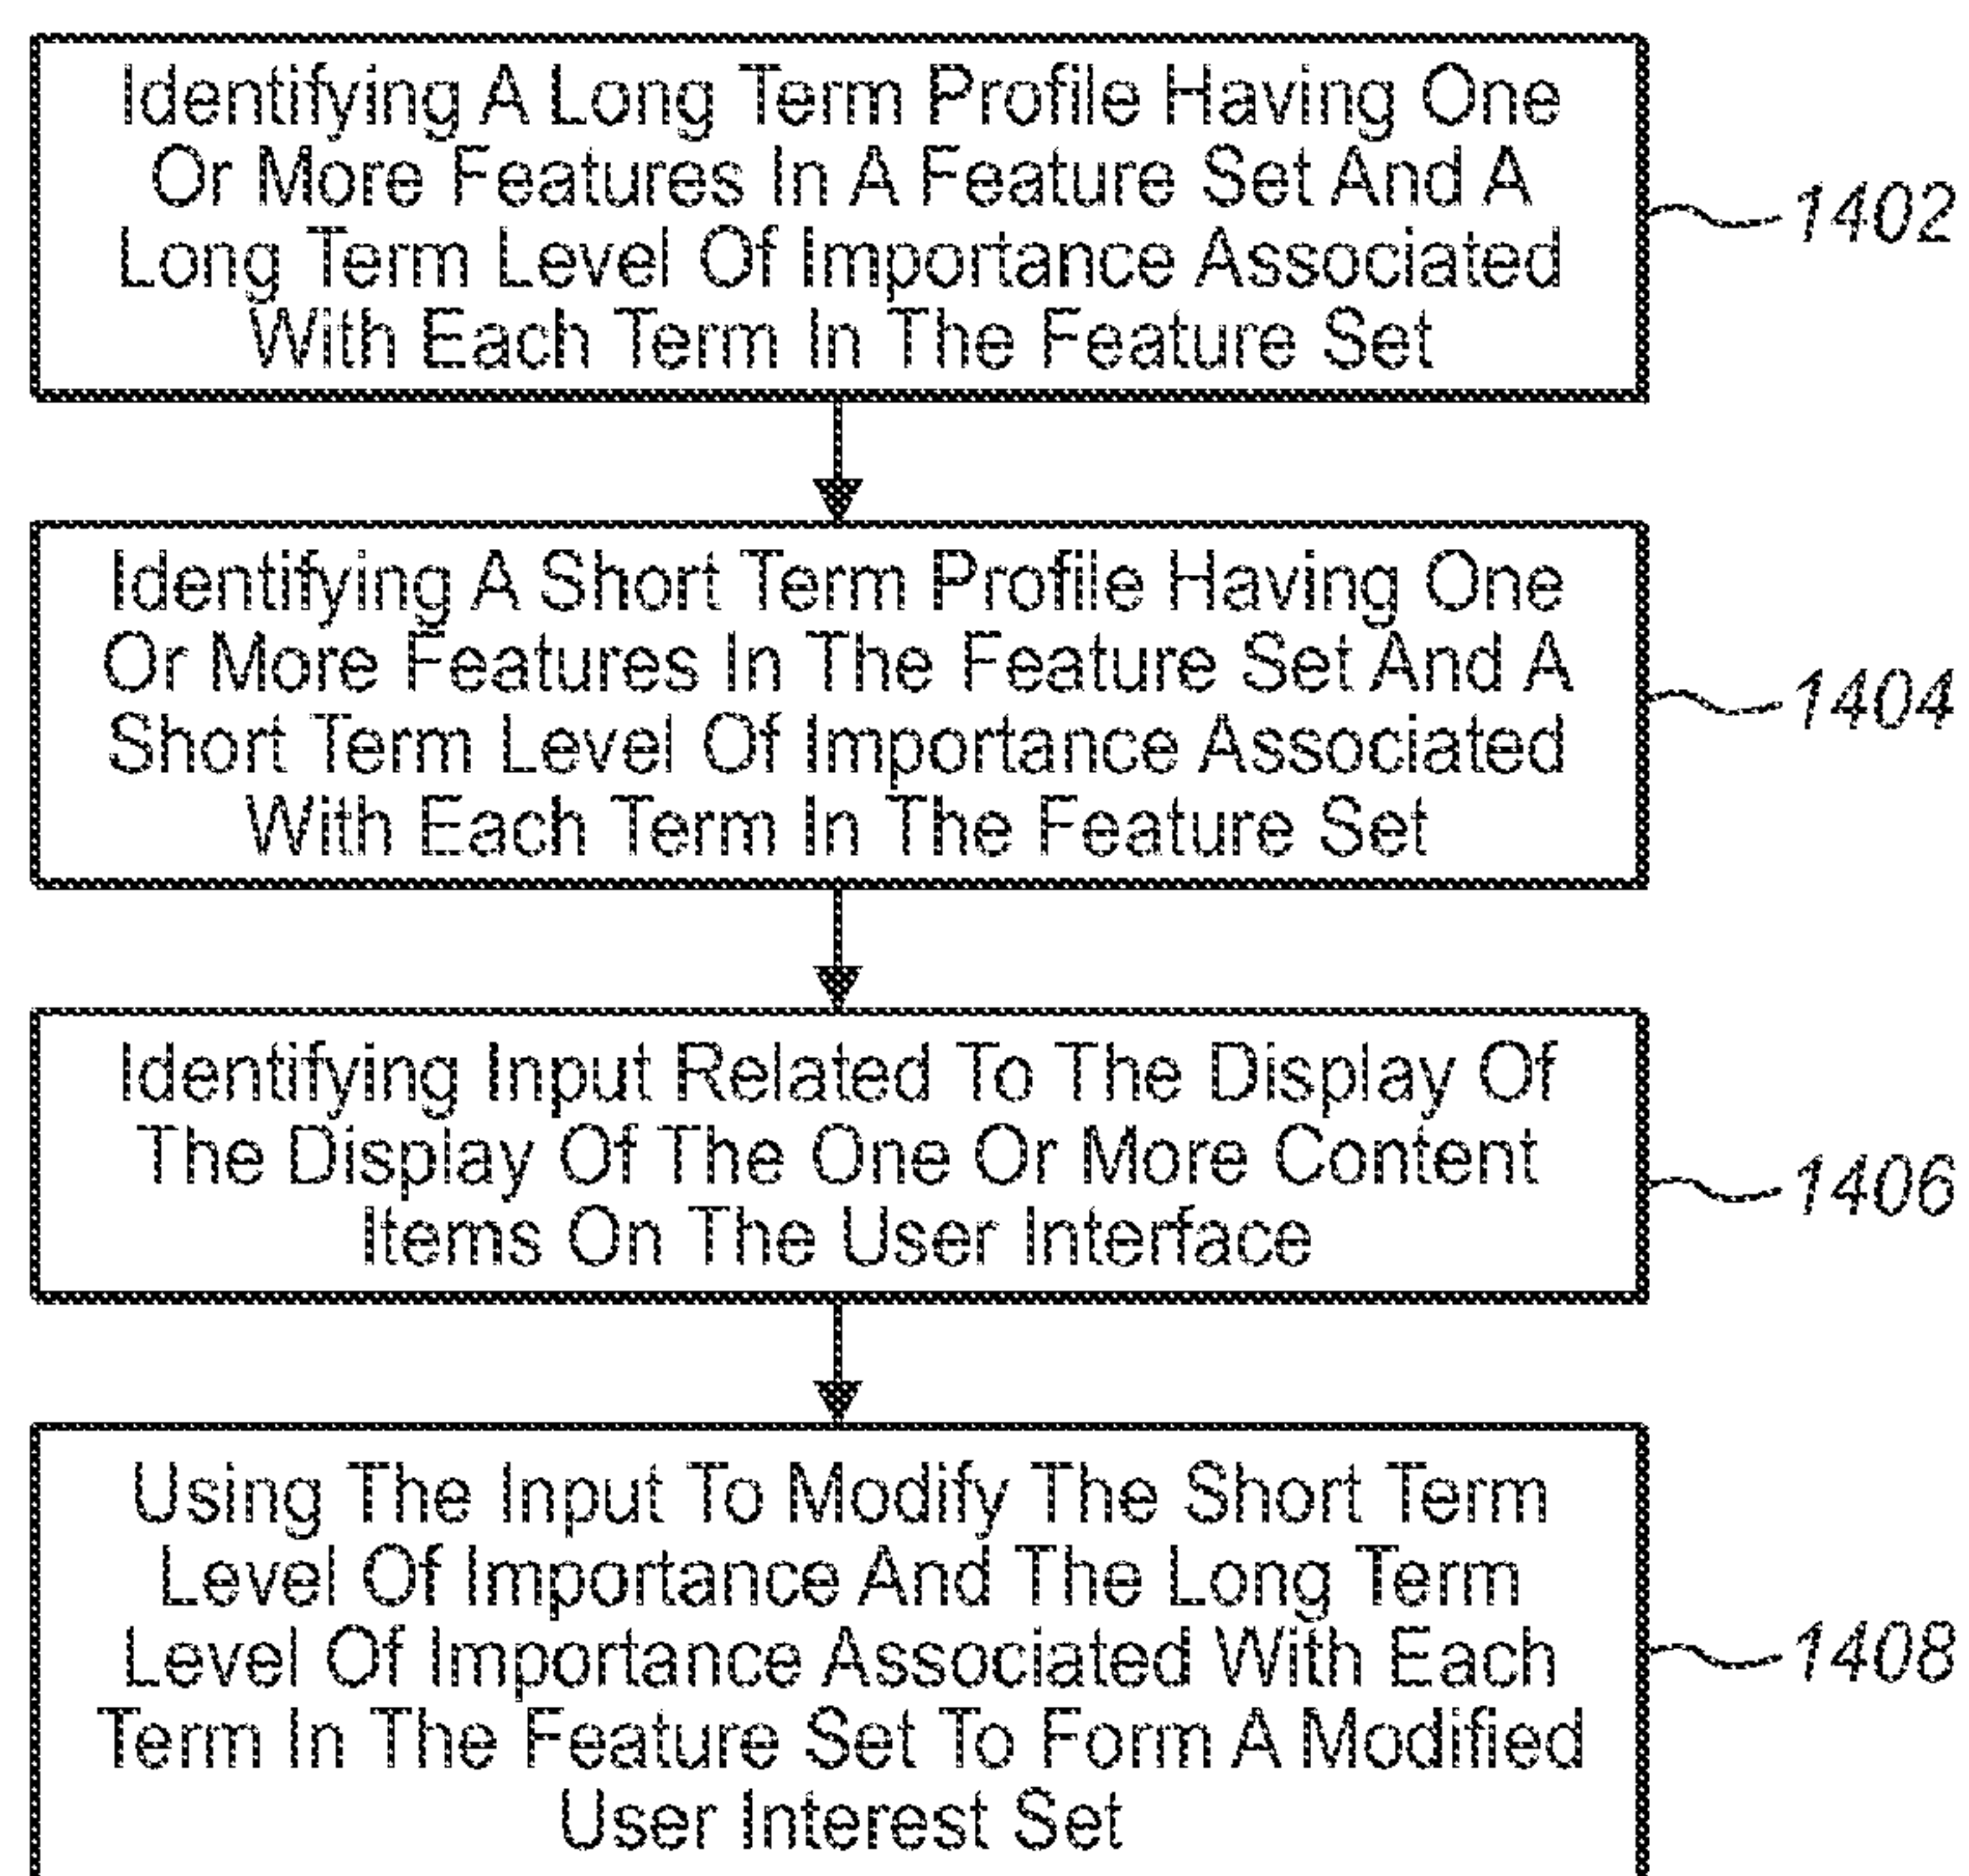 Identifying A Long Term Profile Having One
Or More Features In A Feature Set And A
Long Term Level Of Importance Associated
With Each Term In The Feature Set
1402
Identifying A Short Term Profile Having One
Or More Features In The Feature Set And A
Short Term Level Of Importance Associated
With Each Term In The Feature Set
1404
Identifying Input Related To The Display Of
The Display Of The One Or More Content
Items On The User Interface
1406
Using The Input To Modify The Short Term
Level Of Importance And The Long Term
Level Of Importance Associated With Each
Term In The Feature Set To Form A Modified
User Interest Set
1408